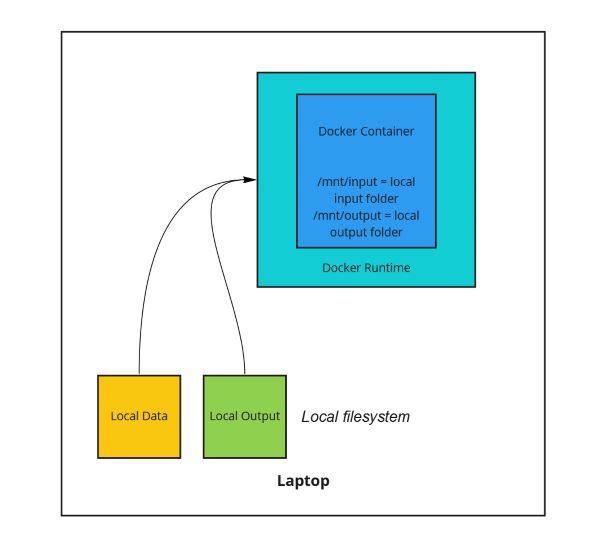 Docker Container
/mnt/input = local
input folder
/mnt/output = local
output folder
Docker Runtime
Local Data
Local Output
Local filesystem
Laptop